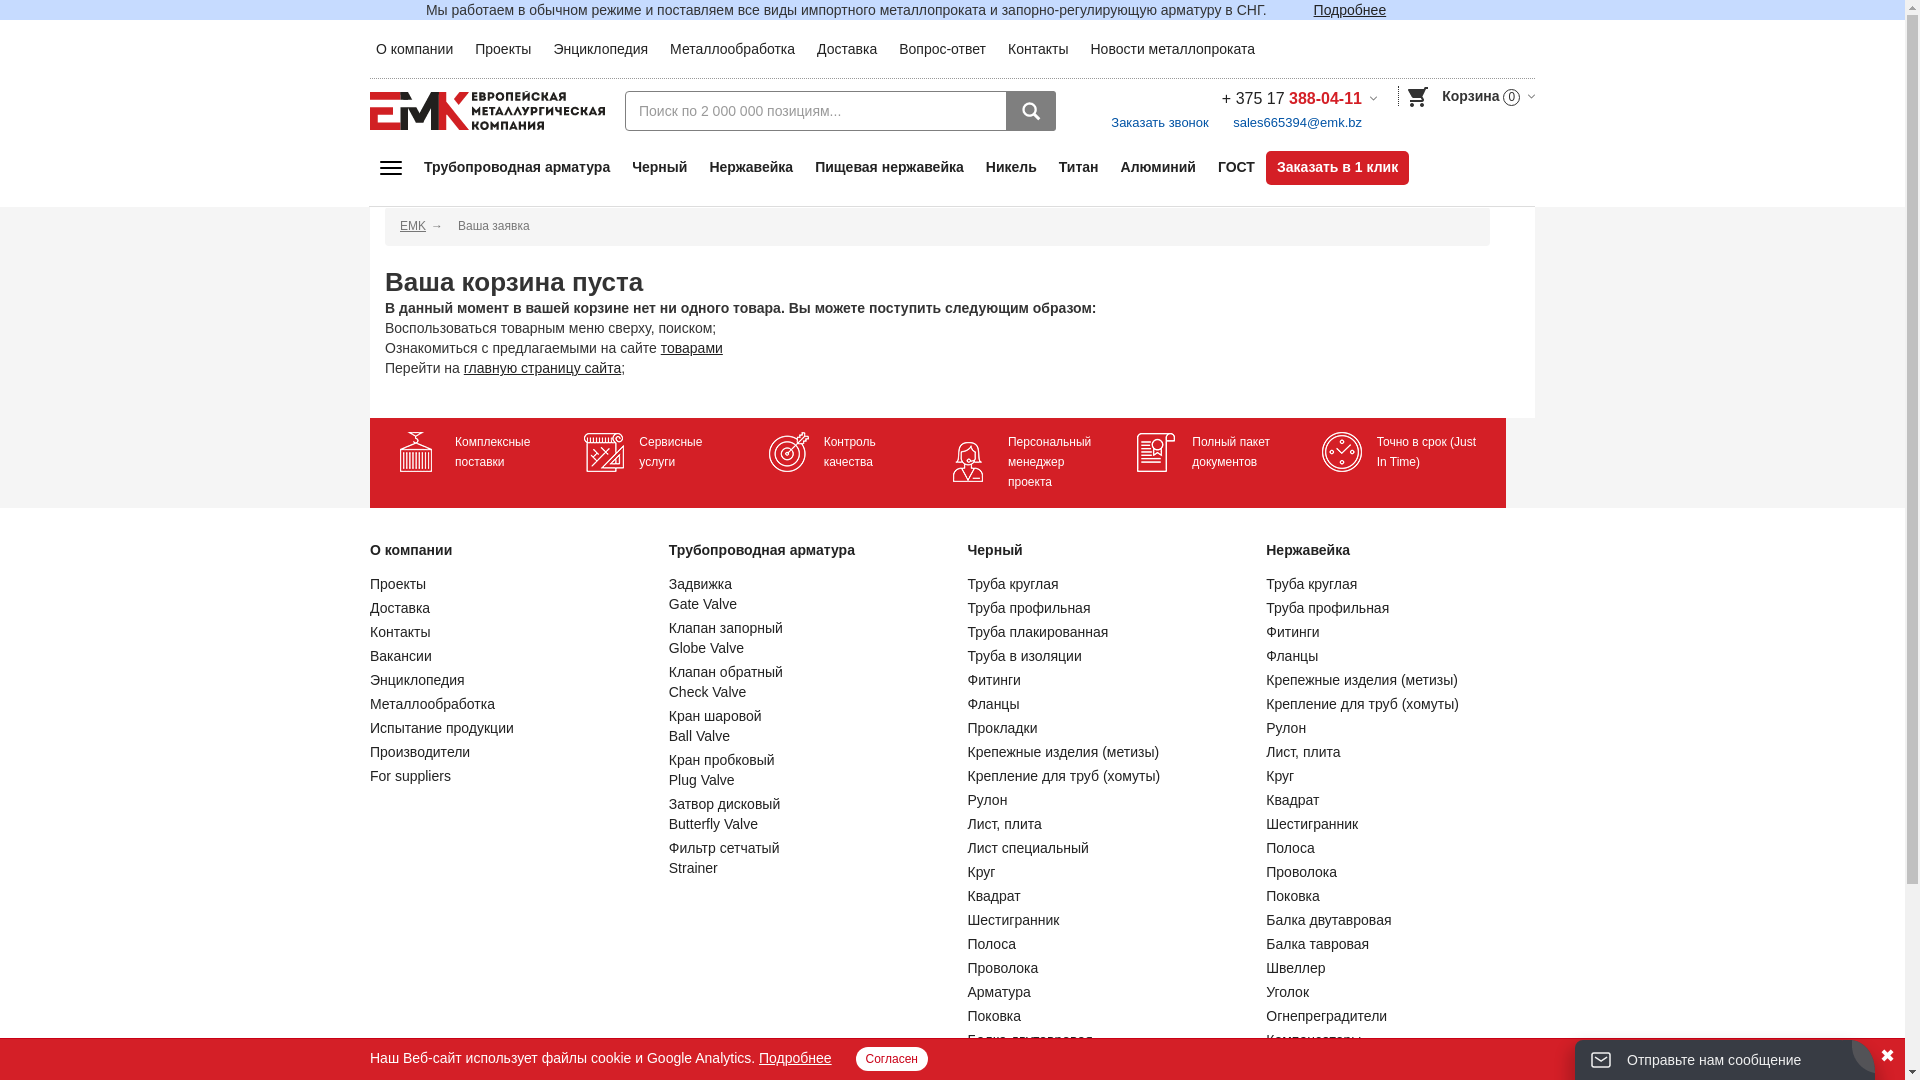 Мы работаем в обычном режиме и поставляем все виды импортного металлопроката и запорно-регулирующую арматуру в СНГ. Подробнее
О компании Проекты Энциклопедия Металлообработка Доставка Вопрос-ответ Контакты Новости металлопроката
EMK ЕВРОПЕЙСКАЯ
МЕТАЛЛУРГИЧЕСКАЯ
КОМПАНИЯ
Поиск по 2 000 000 позициям...
+ 375 17 388-04-11
Заказать звонок sales665394@emk.bz
Корзина 0
Трубопроводная арматура Черный Нержавейка Пищевая нержавейка Никель Титан Алюминий ГОСТ Заказать в 1 клик
EMK → Ваша заявка
Ваша корзина пуста
В данный момент в вашей корзине нет ни одного товара. Вы можете поступить следующим образом:
Воспользоваться товарным меню сверху, поиском;
Ознакомиться с предлагаемыми на сайте товарами
Перейти на главную страницу сайта;
Комплексные
поставки
Сервисные
услуги
Контроль
качества
Персональный
менеджер
проекта
Полный пакет
документов
Точно в срок (Just
In Time)
О компании
Проекты
Доставка
Контакты
Вакансии
Энциклопедия
Металлообработка
Испытание продукции
Производители
For suppliers
Трубопроводная арматура
Задвижка
Gate Valve
Клапан запорный
Globe Valve
Клапан обратный
Check Valve
Кран шаровой
Ball Valve
Кран пробковый
Plug Valve
Затвор дисковый
Butterfly Valve
Фильтр сетчатый
Strainer
Черный
Труба круглая
Труба профильная
Труба плакированная
Труба в изоляции
Фитинги
Фланцы
Прокладки
Крепежные изделия (метизы)
Крепление для труб (хомуты)
Рулон
Лист, плита
Лист специальный
Круг
Квадрат
Шестигранник
Полоса
Проволока
Арматура
Поковка
Нержавейка
Труба круглая
Труба профильная
Фитинги
Фланцы
Крепежные изделия (метизы)
Крепление для труб (хомуты)
Рулон
Лист, плита
Круг
Квадрат
Шестигранник
Полоса
Проволока
Поковка
Балка двутавровая
Балка тавровая
Швеллер
Уголок
Огнепреградители
Наш Веб-сайт использует файлы cookie и Google Analytics. Подробнее Согласен
Отправьте нам сообщение